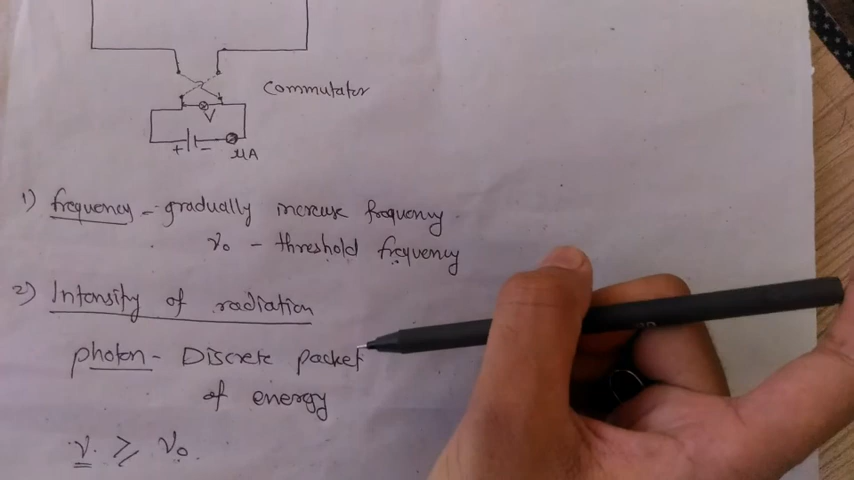 Commutator
V
+ -
μA
1) frequency - gradually increase frequency
ν₀ - threshold frequency
2) Intensity of radiation
photon - Discrete packet
of energy
ν ≥ ν₀